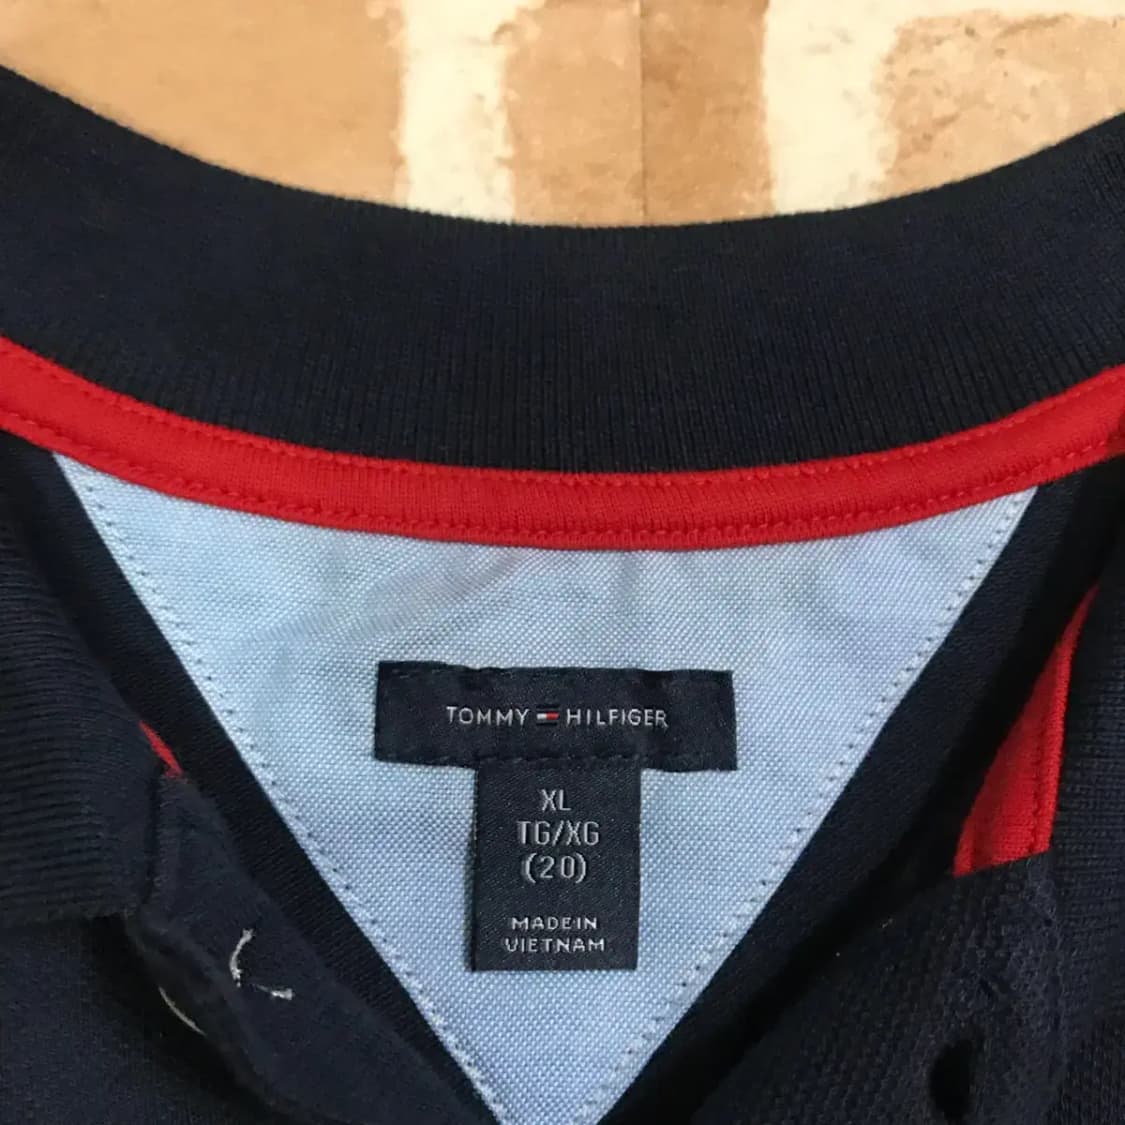 TOMMY HILFIGER
XL
TG/XG
(20)
MADE IN
VIETNAM